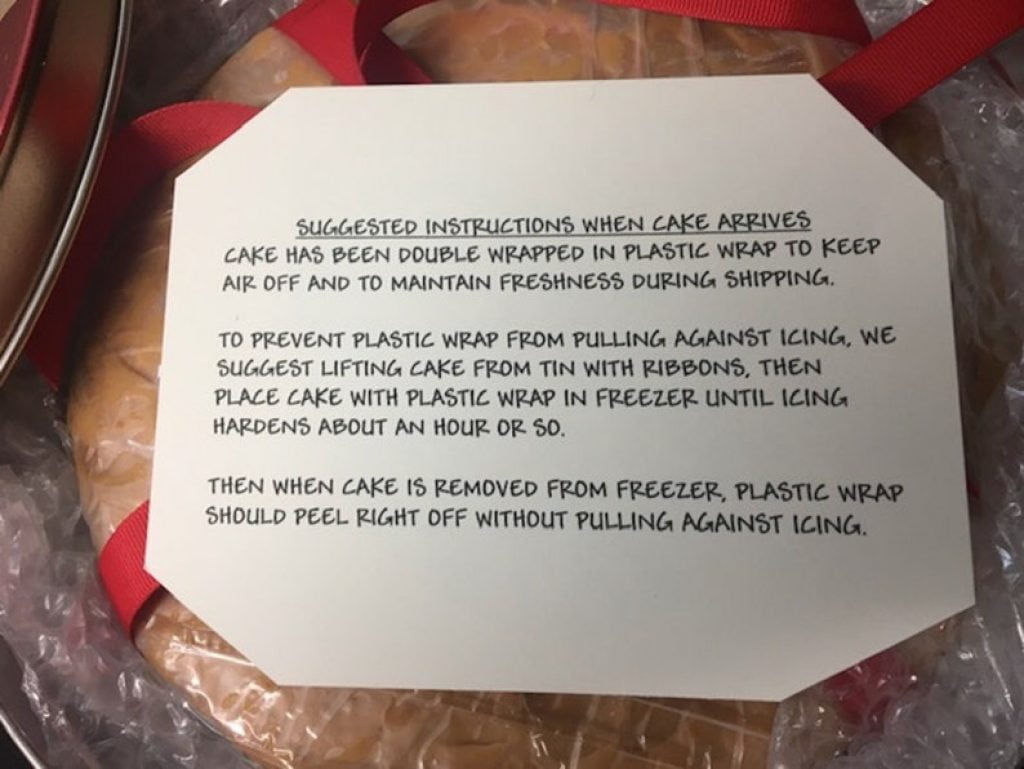 SUGGESTED INSTRUCTIONS WHEN CAKE ARRIVES
CAKE HAS BEEN DOUBLE WRAPPED IN PLASTIC WRAP TO KEEP
AIR OFF AND TO MAINTAIN FRESHNESS DURING SHIPPING.
TO PREVENT PLASTIC WRAP FROM PULLING AGAINST ICING, WE
SUGGEST LIFTING CAKE FROM TIN WITH RIBBONS, THEN
PLACE CAKE WITH PLASTIC WRAP IN FREEZER UNTIL ICING
HARDENS ABOUT AN HOUR OR SO.
THEN WHEN CAKE IS REMOVED FROM FREEZER, PLASTIC WRAP
SHOULD PEEL RIGHT OFF WITHOUT PULLING AGAINST ICING.